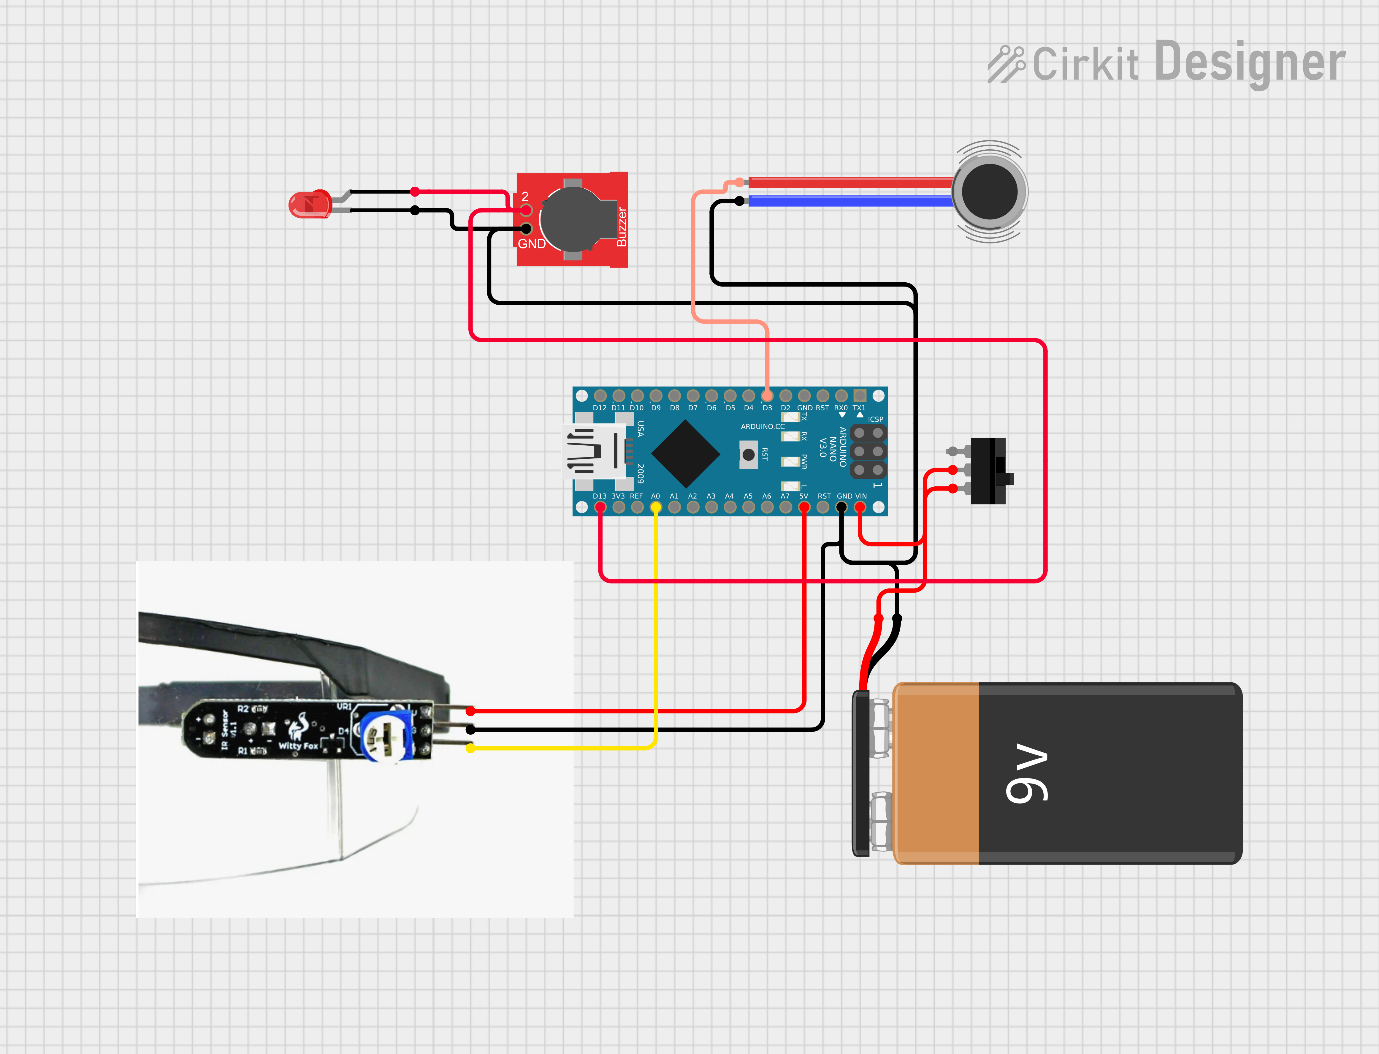 Cirkit Designer
2
GND
Buzzer
D12 D11 D10 D9 D8 D7 D6 D5 D4 D3 D2 GND RST RX0 TX1
ICSP
ARDUINO.CC
USA
2009
RST
TX
RX
PWR
L
ARDUINO
NANO
V3.0
1
D13 3V3 REF A0 A1 A2 A3 A4 A5 A6 A7 5V RST GND VIN
R2
VR1
IR Sensor
v1.1
Witty Fox
D4
R1
9v